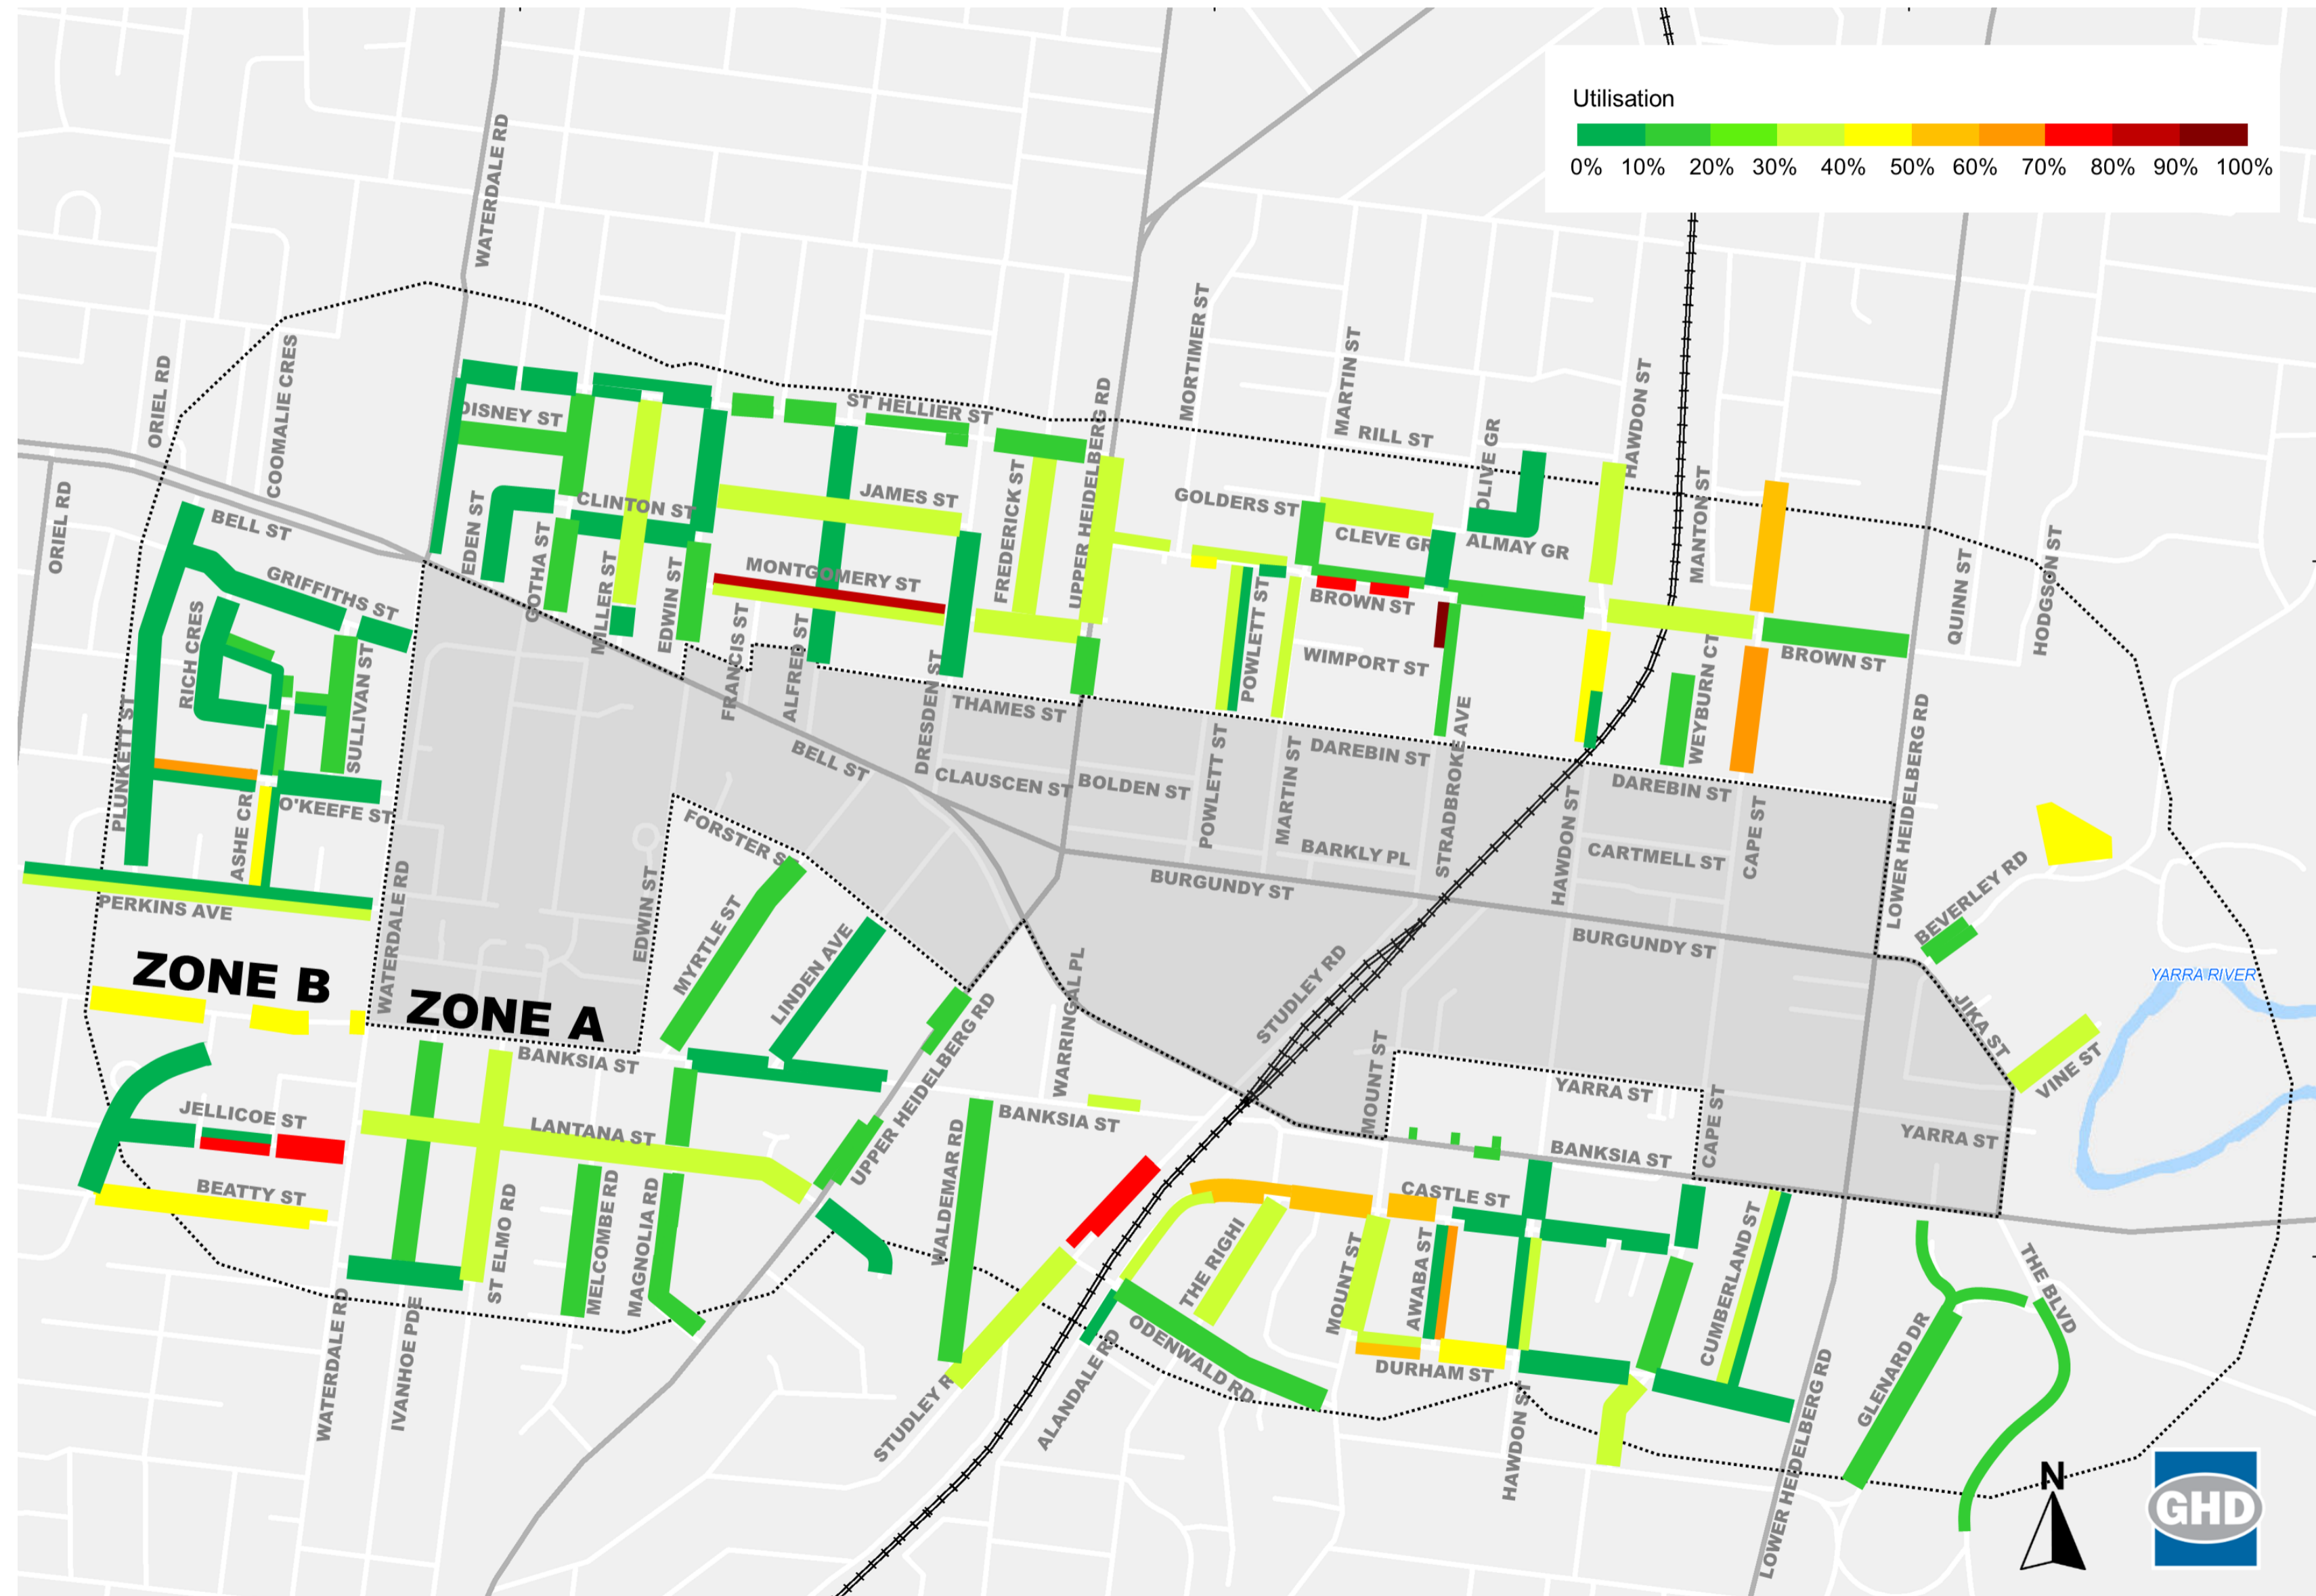 Utilisation
0% 10% 20% 30% 40% 50% 60% 70% 80% 90% 100%
WATERDALE RD
ORIEL RD
COOMALIE CRES
MORTIMER ST
MARTIN ST
HAWDON ST
UPPER HEIDELBERG RD
DISNEY ST
ST HELLIER ST
RILL ST
OLIVE GR
MANTON ST
ORIEL RD
BELL ST
EDEN ST
CLINTON ST
JAMES ST
FREDERICK ST
GOLDERS ST
CLEVE GR
ALMAY GR
QUINN ST
HODGSON ST
GRIFFITHS ST
GOTHA ST
MILLER ST
EDWIN ST
MONTGOMERY ST
POWLETT ST
BROWN ST
RICH CRES
SULLIVAN ST
FRANCIS ST
ALFRED ST
DRESDEN ST
WIMPORT ST
WEYBURN CT
BROWN ST
PLUNKETT ST
THAMES ST
BELL ST
DAREBIN ST
STRADBROKE AVE
LOWER HEIDELBERG RD
O'KEEFE ST
ASHE CR
CLAUSCEN ST
BOLDEN ST
POWLETT ST
MARTIN ST
HAWDON ST
DAREBIN ST
CAPE ST
FORSTER S
BARKLY PL
CARTMELL ST
PERKINS AVE
WATERDALE RD
EDWIN ST
MYRTLE ST
LINDEN AVE
BURGUNDY ST
BURGUNDY ST
BEVERLEY RD
ZONE B
ZONE A
YARRA RIVER
STUDLEY RD
JIKA ST
BANKSIA ST
UPPER HEIDELBERG RD
WARRINGAL PL
MOUNT ST
YARRA ST
VINE ST
JELLICOE ST
LANTANA ST
BANKSIA ST
BANKSIA ST
CAPE ST
YARRA ST
BEATTY ST
ST ELMO RD
MELCOMBE RD
MAGNOLIA RD
WALDEMAR RD
CASTLE ST
THE RIGHI
MOUNT ST
AWABA ST
CUMBERLAND ST
THE BLVD
WATERDALE RD
IVANHOE PDE
STUDLEY R
ALANDALE RD
ODENWALD RD
DURHAM ST
HAWDON ST
LOWER HEIDELBERG RD
GLENARD DR
N
GHD